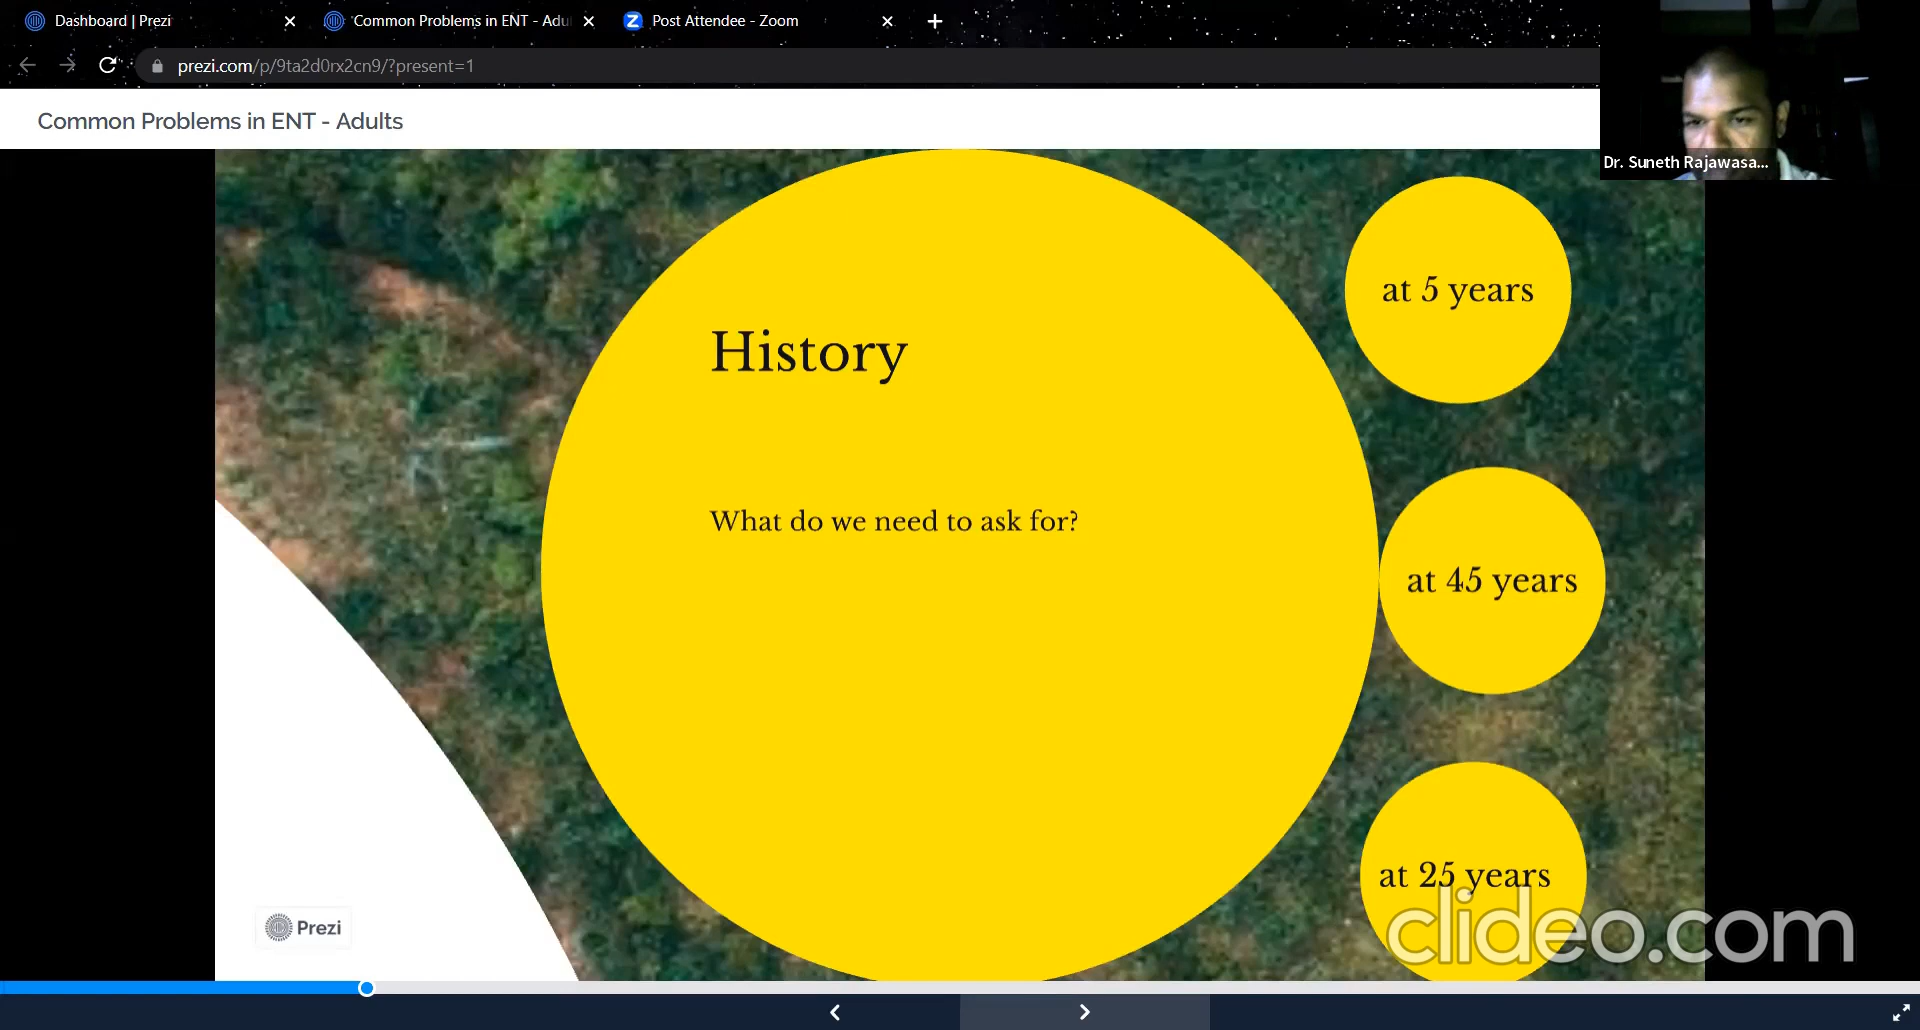 Dashboard | Prezi
Common Problems in ENT - Adul
Post Attendee - Zoom
prezi.com/p/9ta2d0rx2cn9/?present=1
Common Problems in ENT - Adults
Dr. Suneth Rajawasa...
at 5 years
History
What do we need to ask for?
at 45 years
at 25 years
Prezi
clideo.com